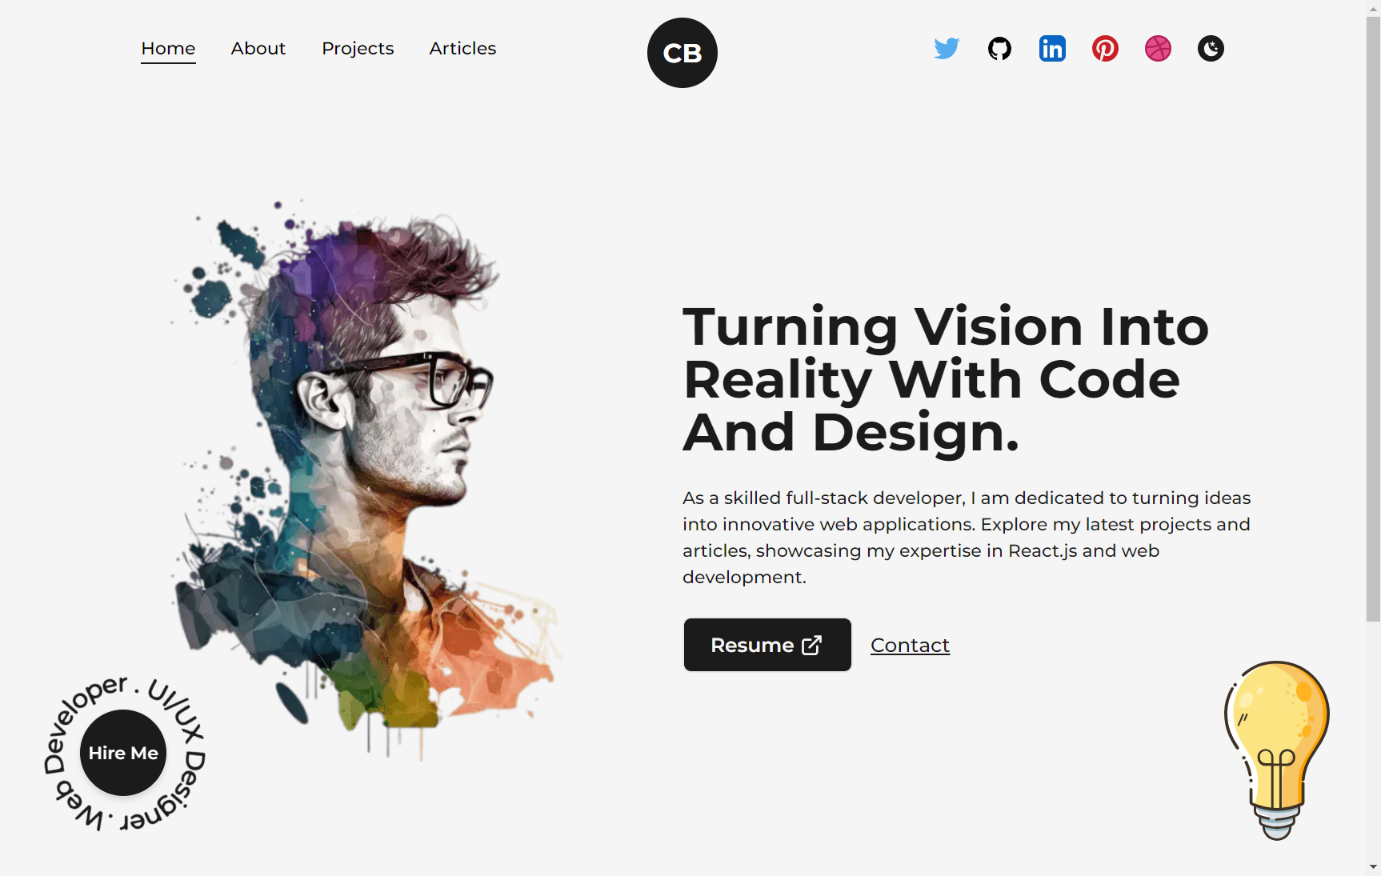 Home About Projects Articles
CB
in
Turning Vision Into
Reality With Code
And Design.
As a skilled full-stack developer, I am dedicated to turning ideas
into innovative web applications. Explore my latest projects and
articles, showcasing my expertise in React.js and web
development.
Resume Contact
Web Developer . UI/UX Designer .
Hire Me